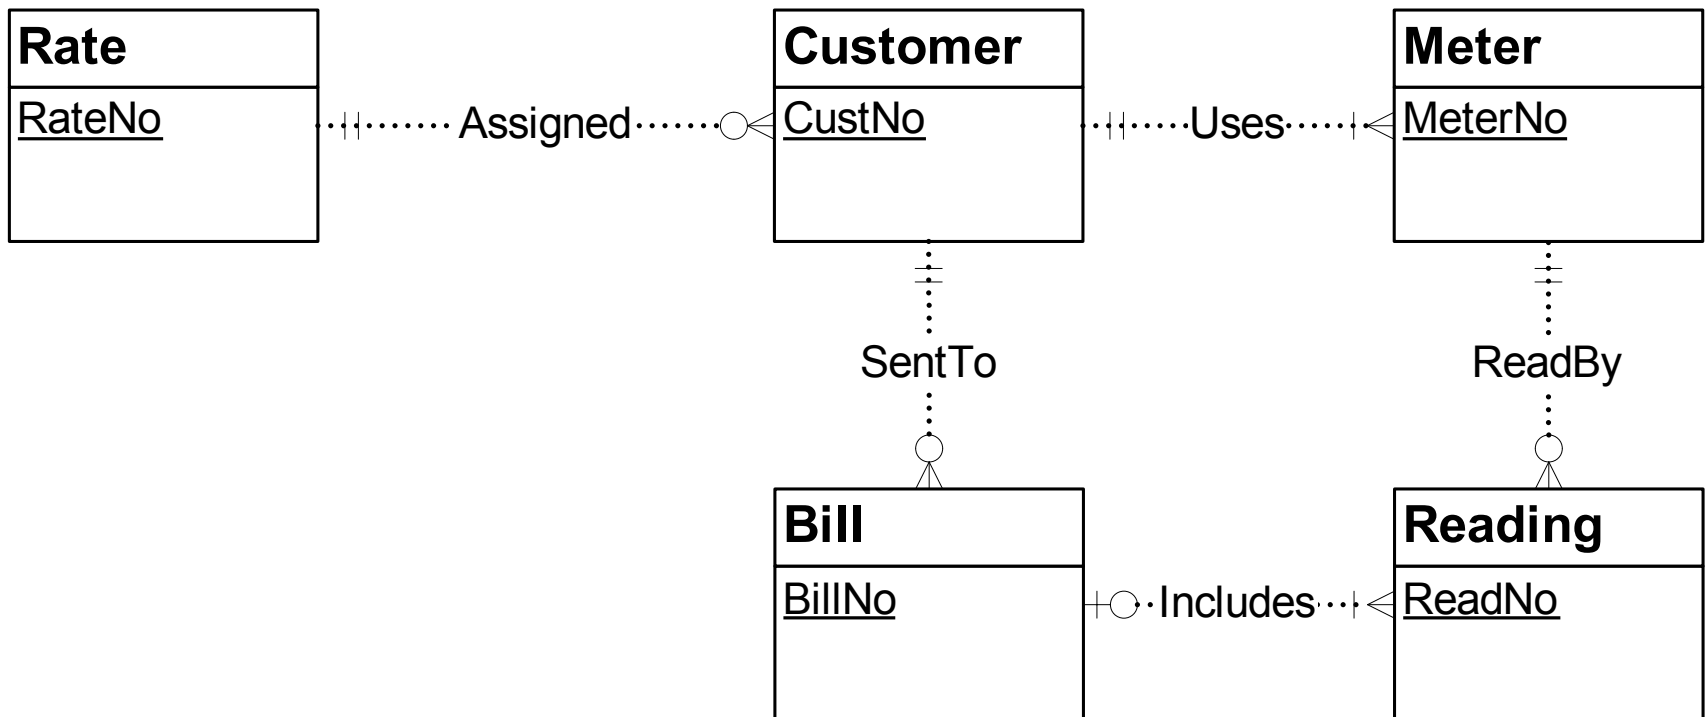 Rate
RateNo
Assigned
Customer
CustNo
Uses
Meter
MeterNo
SentTo
ReadBy
Bill
BillNo
Includes
Reading
ReadNo